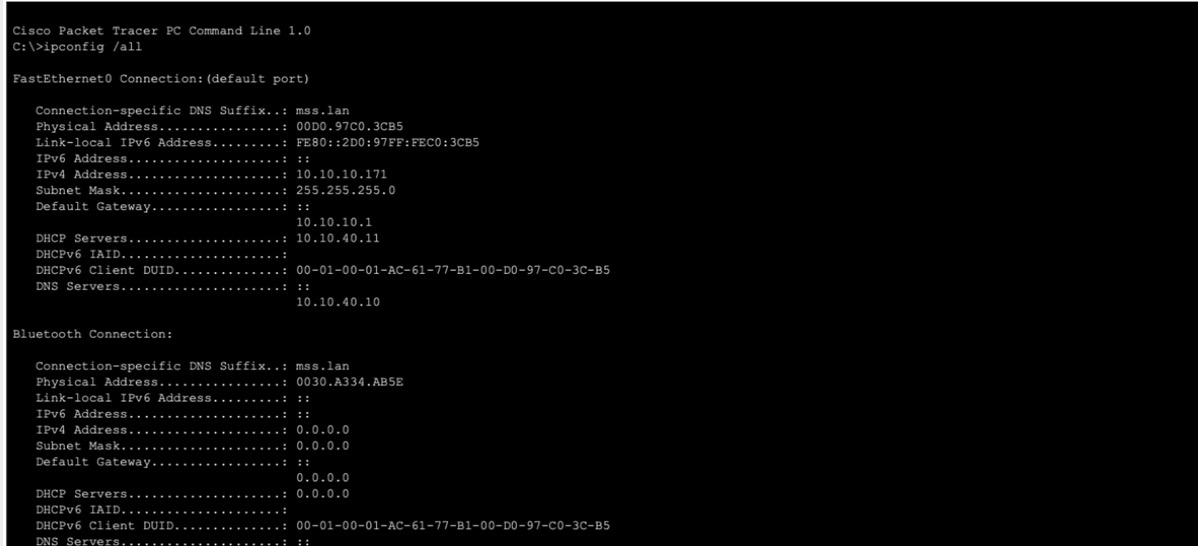 Cisco Packet Tracer PC Command Line 1.0
C:\>ipconfig /all
FastEthernet0 Connection:(default port)
Connection-specific DNS Suffix..: mss.lan
Physical Address................: 00D0.97C0.3CB5
Link-local IPv6 Address.........: FE80::2D0:97FF:FEC0:3CB5
IPv6 Address....................: ::
IPv4 Address....................: 10.10.10.171
Subnet Mask.....................: 255.255.255.0
Default Gateway.................: ::
10.10.10.1
DHCP Servers....................: 10.10.40.11
DHCPv6 IAID.....................:
DHCPv6 Client DUID..............: 00-01-00-01-AC-61-77-B1-00-D0-97-C0-3C-B5
DNS Servers.....................: ::
10.10.40.10
Bluetooth Connection:
Connection-specific DNS Suffix..: mss.lan
Physical Address................: 0030.A334.AB5E
Link-local IPv6 Address.........: ::
IPv6 Address....................: ::
IPv4 Address....................: 0.0.0.0
Subnet Mask.....................: 0.0.0.0
Default Gateway.................: ::
0.0.0.0
DHCP Servers....................: 0.0.0.0
DHCPv6 IAID.....................:
DHCPv6 Client DUID..............: 00-01-00-01-AC-61-77-B1-00-D0-97-C0-3C-B5
DNS Servers.....................: ::